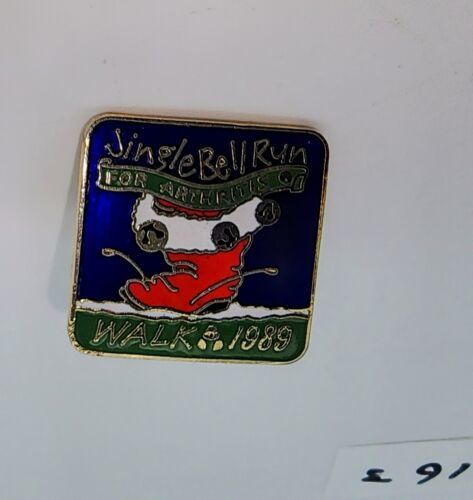 Jingle Bell Run
FOR ARTHRITIS
WALK 1989